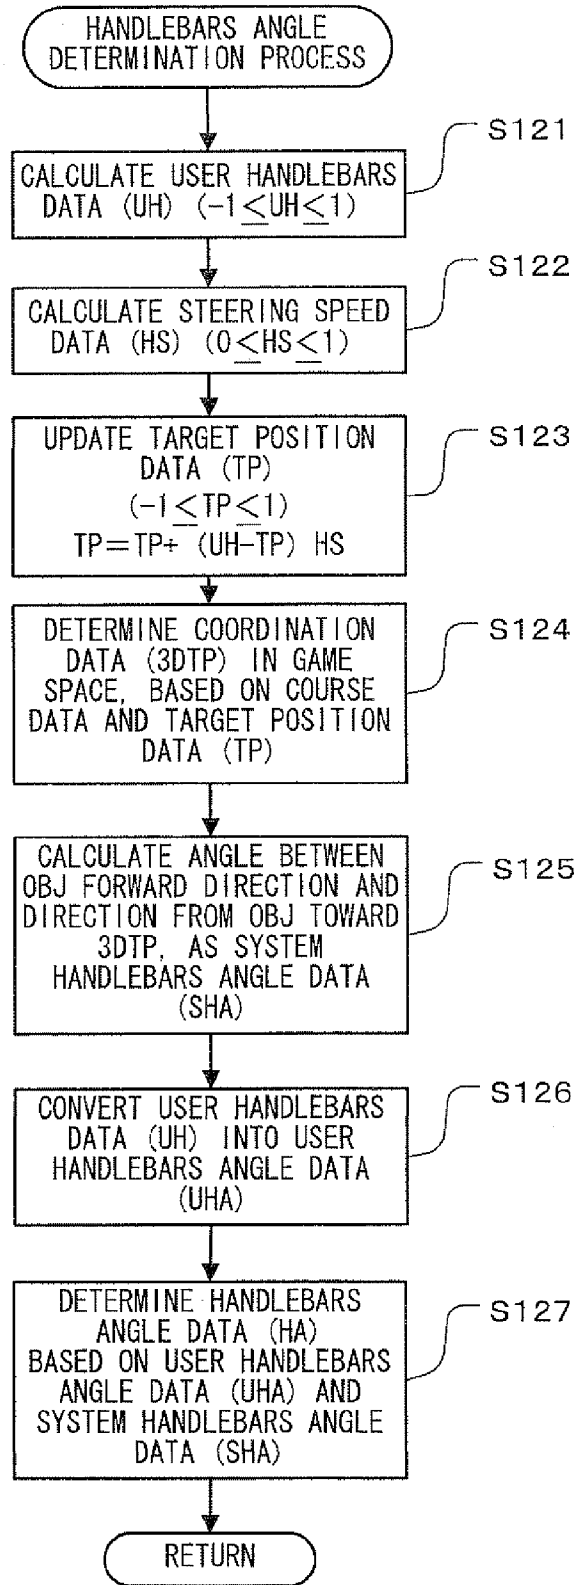 HANDLEBARS ANGLE
DETERMINATION PROCESS
S121
CALCULATE USER HANDLEBARS
DATA (UH) (-1≦UH≦1)
S122
CALCULATE STEERING SPEED
DATA (HS) (0≦HS≦1)
S123
UPDATE TARGET POSITION
DATA (TP)
(-1≦TP≦1)
TP=TP+ (UH-TP) HS
S124
DETERMINE COORDINATION
DATA (3DTP) IN GAME
SPACE, BASED ON COURSE
DATA AND TARGET POSITION
DATA (TP)
S125
CALCULATE ANGLE BETWEEN
OBJ FORWARD DIRECTION AND
DIRECTION FROM OBJ TOWARD
3DTP, AS SYSTEM
HANDLEBARS ANGLE DATA
(SHA)
S126
CONVERT USER HANDLEBARS
DATA (UH) INTO USER
HANDLEBARS ANGLE DATA
(UHA)
S127
DETERMINE HANDLEBARS
ANGLE DATA (HA)
BASED ON USER HANDLEBARS
ANGLE DATA (UHA) AND
SYSTEM HANDLEBARS ANGLE
DATA (SHA)
RETURN